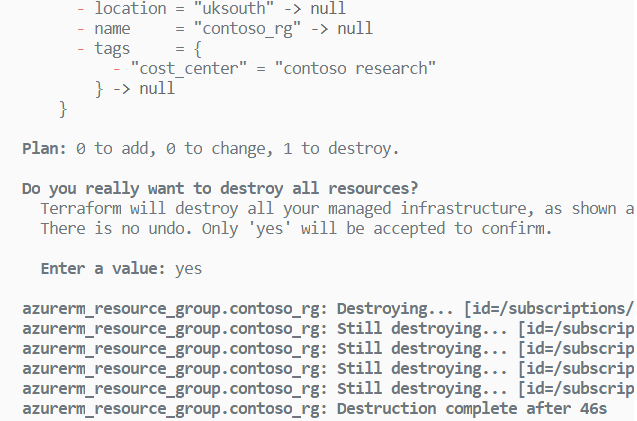 - location = "uksouth" -> null
- name     = "contoso_rg" -> null
- tags     = {
- "cost_center" = "contoso research"
} -> null
}
Plan: 0 to add, 0 to change, 1 to destroy.
Do you really want to destroy all resources?
Terraform will destroy all your managed infrastructure, as shown a
There is no undo. Only 'yes' will be accepted to confirm.
Enter a value: yes
azurerm_resource_group.contoso_rg: Destroying... [id=/subscriptions/
azurerm_resource_group.contoso_rg: Still destroying... [id=/subscrip
azurerm_resource_group.contoso_rg: Still destroying... [id=/subscrip
azurerm_resource_group.contoso_rg: Still destroying... [id=/subscrip
azurerm_resource_group.contoso_rg: Still destroying... [id=/subscrip
azurerm_resource_group.contoso_rg: Destruction complete after 46s